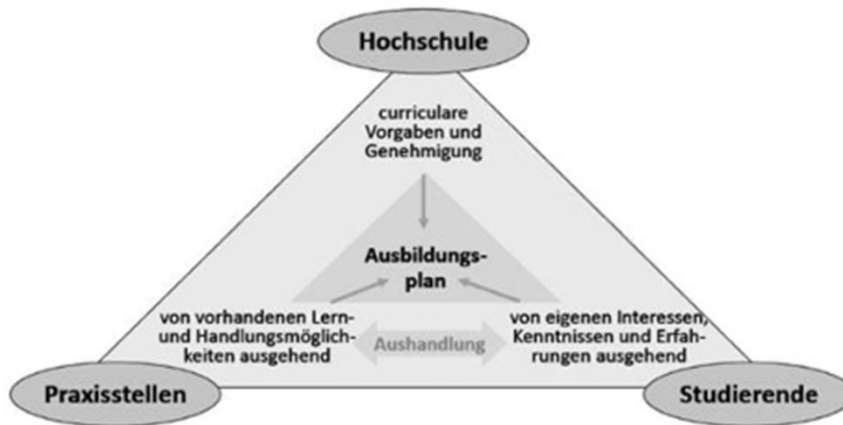 Hochschule
curriculare
Vorgaben und
Genehmigung
Ausbildungs-
plan
von vorhandenen Lern-
und Handlungsmöglich-
keiten ausgehend
Aushandlung
von eigenen Interessen,
Kenntnissen und Erfah-
rungen ausgehend
Praxisstellen
Studierende